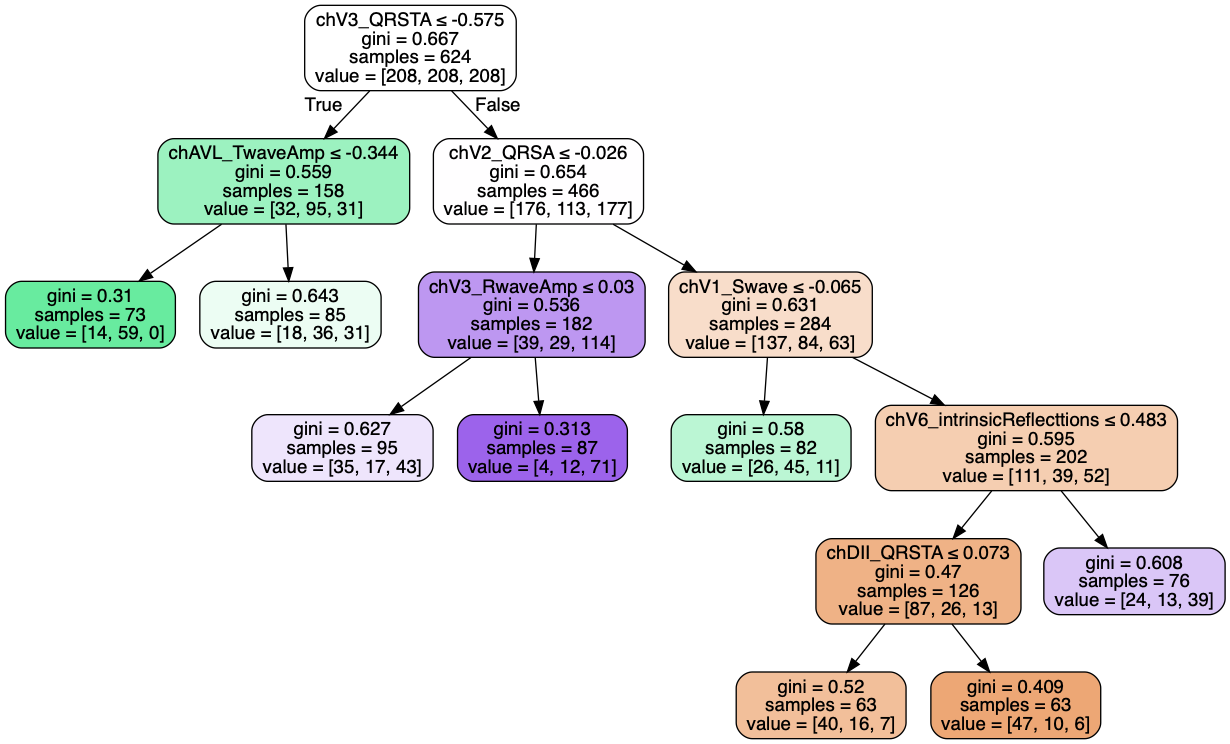 chV3_QRSTA ≤ -0.575
gini = 0.667
samples = 624
value = [208, 208, 208]
True
False
chAVL_TwaveAmp ≤ -0.344
gini = 0.559
samples = 158
value = [32, 95, 31]
chV2_QRSA ≤ -0.026
gini = 0.654
samples = 466
value = [176, 113, 177]
gini = 0.31
samples = 73
value = [14, 59, 0]
gini = 0.643
samples = 85
value = [18, 36, 31]
chV3_RwaveAmp ≤ 0.03
gini = 0.536
samples = 182
value = [39, 29, 114]
chV1_Swave ≤ -0.065
gini = 0.631
samples = 284
value = [137, 84, 63]
gini = 0.627
samples = 95
value = [35, 17, 43]
gini = 0.313
samples = 87
value = [4, 12, 71]
gini = 0.58
samples = 82
value = [26, 45, 11]
chV6_intrinsicReflecttions ≤ 0.483
gini = 0.595
samples = 202
value = [111, 39, 52]
chDII_QRSTA ≤ 0.073
gini = 0.47
samples = 126
value = [87, 26, 13]
gini = 0.608
samples = 76
value = [24, 13, 39]
gini = 0.52
samples = 63
value = [40, 16, 7]
gini = 0.409
samples = 63
value = [47, 10, 6]